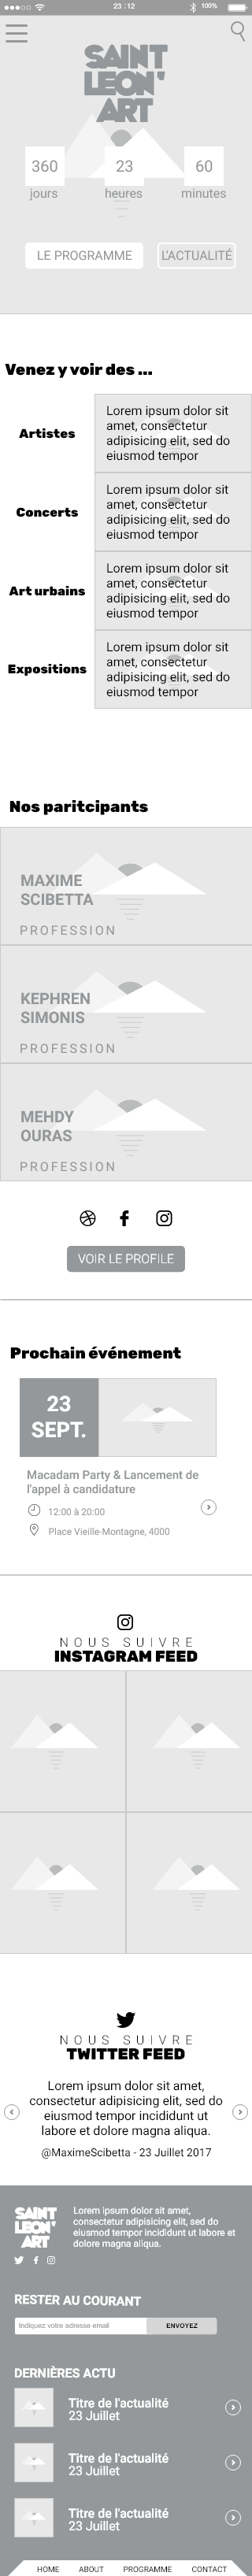 23 : 12
100%
SAINT
LEON'
ART
360
23
60
jours
heures
minutes
LE PROGRAMME
L'ACTUALITÉ
Venez y voir des ...
Artistes
Lorem ipsum dolor sit
amet, consectetur
adipisicing elit, sed do
eiusmod tempor
Concerts
Lorem ipsum dolor sit
amet, consectetur
adipisicing elit, sed do
eiusmod tempor
Art urbains
Lorem ipsum dolor sit
amet, consectetur
adipisicing elit, sed do
eiusmod tempor
Expositions
Lorem ipsum dolor sit
amet, consectetur
adipisicing elit, sed do
eiusmod tempor
Nos paritcipants
MAXIME
SCIBETTA
PROFESSION
KEPHREN
SIMONIS
PROFESSION
MEHDY
OURAS
PROFESSION
VOIR LE PROFILE
Prochain événement
23
SEPT.
Macadam Party & Lancement de
l'appel à candidature
12:00 à 20:00
Place Vieille-Montagne, 4000
NOUS SUIVRE
INSTAGRAM FEED
NOUS SUIVRE
TWITTER FEED
Lorem ipsum dolor sit amet,
consectetur adipisicing elit, sed do
eiusmod tempor incididunt ut
labore et dolore magna aliqua.
@MaximeScibetta - 23 Juillet 2017
SAINT
LEON'
ART
Lorem ipsum dolor sit amet,
consectetur adipisicing elit, sed do
eiusmod tempor incididunt ut labore et
dolore magna aliqua.
RESTER AU COURANT
Indiquez votre adresse email
ENVOYEZ
DERNIÈRES ACTU
Titre de l'actualité
23 Juillet
Titre de l'actualité
23 Juillet
Titre de l'actualité
23 Juillet
HOME
ABOUT
PROGRAMME
CONTACT